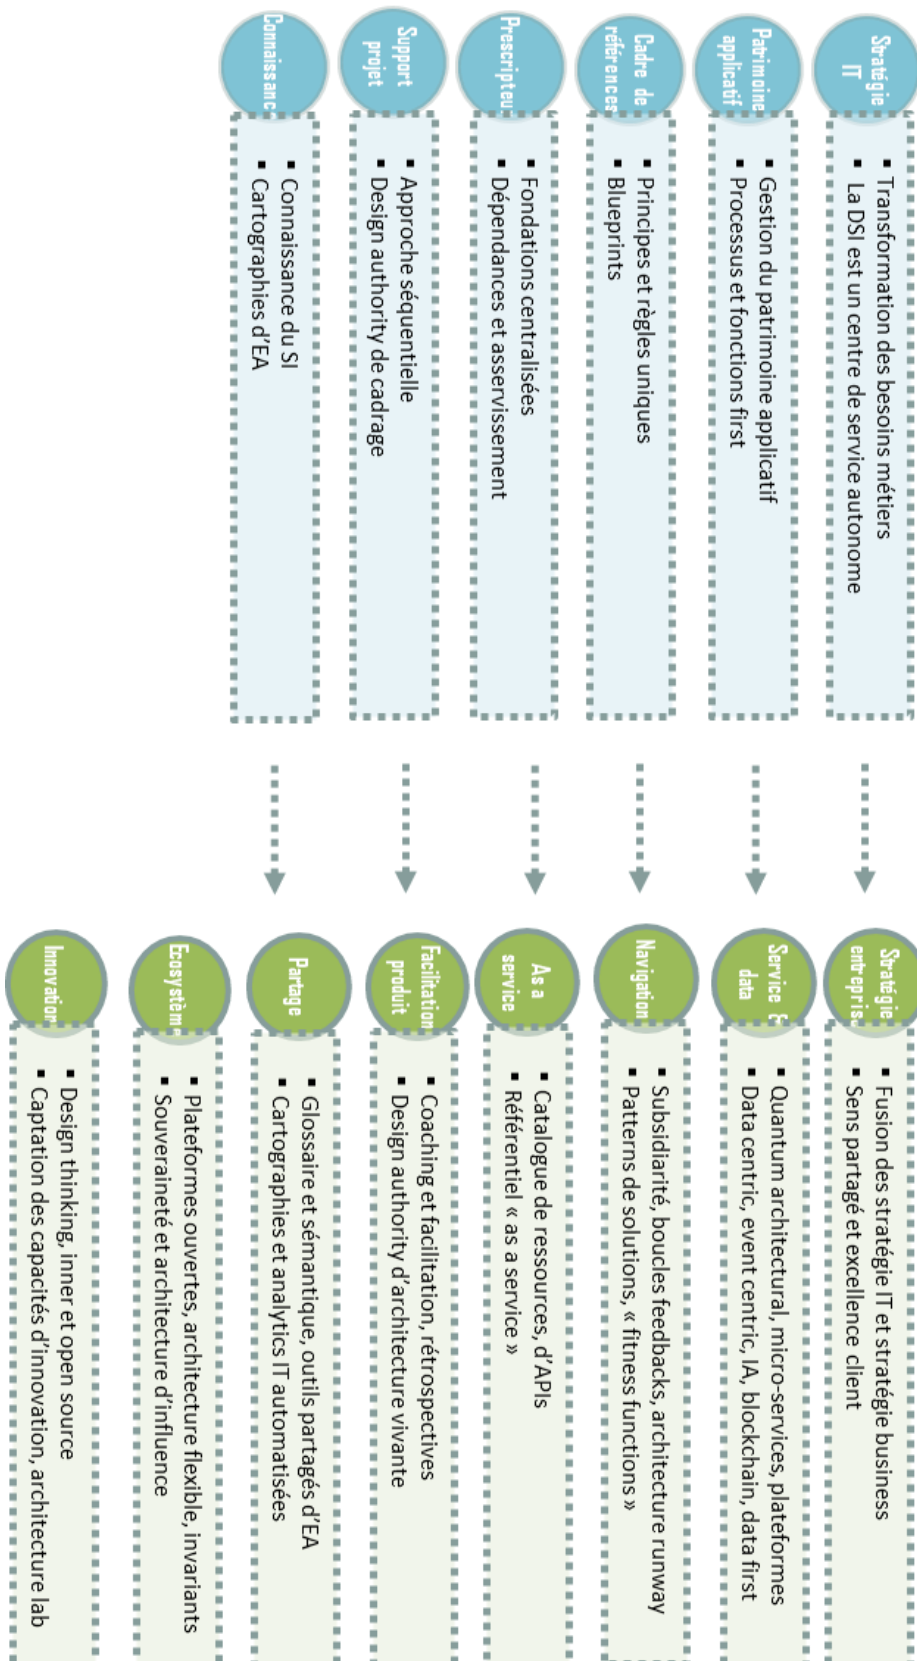 Stratégie
IT
▪ Transformation des besoins métiers
▪ La DSI est un centre de service autonome
Stratégie
entrepris
▪ Fusion des stratégie IT et stratégie business
▪ Sens partagé et excellence client
Patrimoine
applicatif
▪ Gestion du patrimoine applicatif
▪ Processus et fonctions first
Service &
data
▪ Quantum architectural, micro-services, plateformes
▪ Data centric, event centric, IA, blockchain, data first
Cadre de
références
▪ Principes et règles uniques
▪ Blueprints
Navigation
▪ Subsidiarité, boucles feedbacks, architecture runway
▪ Patterns de solutions, « fitness functions »
Prescripteu
▪ Fondations centralisées
▪ Dépendances et asservissement
As a
service
▪ Catalogue de ressources, d’APIs
▪ Référentiel « as a service »
Support
projet
▪ Approche séquentielle
▪ Design authority de cadrage
Facilitation
produit
▪ Coaching et facilitation, rétrospectives
▪ Design authority d’architecture vivante
Connaissanc
▪ Connaissance du SI
▪ Cartographies d’EA
Partage
▪ Glossaire et sémantique, outils partagés d’EA
▪ Cartographies et analytics IT automatisées
Ecosystème
▪ Plateformes ouvertes, architecture flexible, invariants
▪ Souveraineté et architecture d’influence
Innovation
▪ Design thinking, inner et open source
▪ Captation des capacités d’innovation, architecture lab